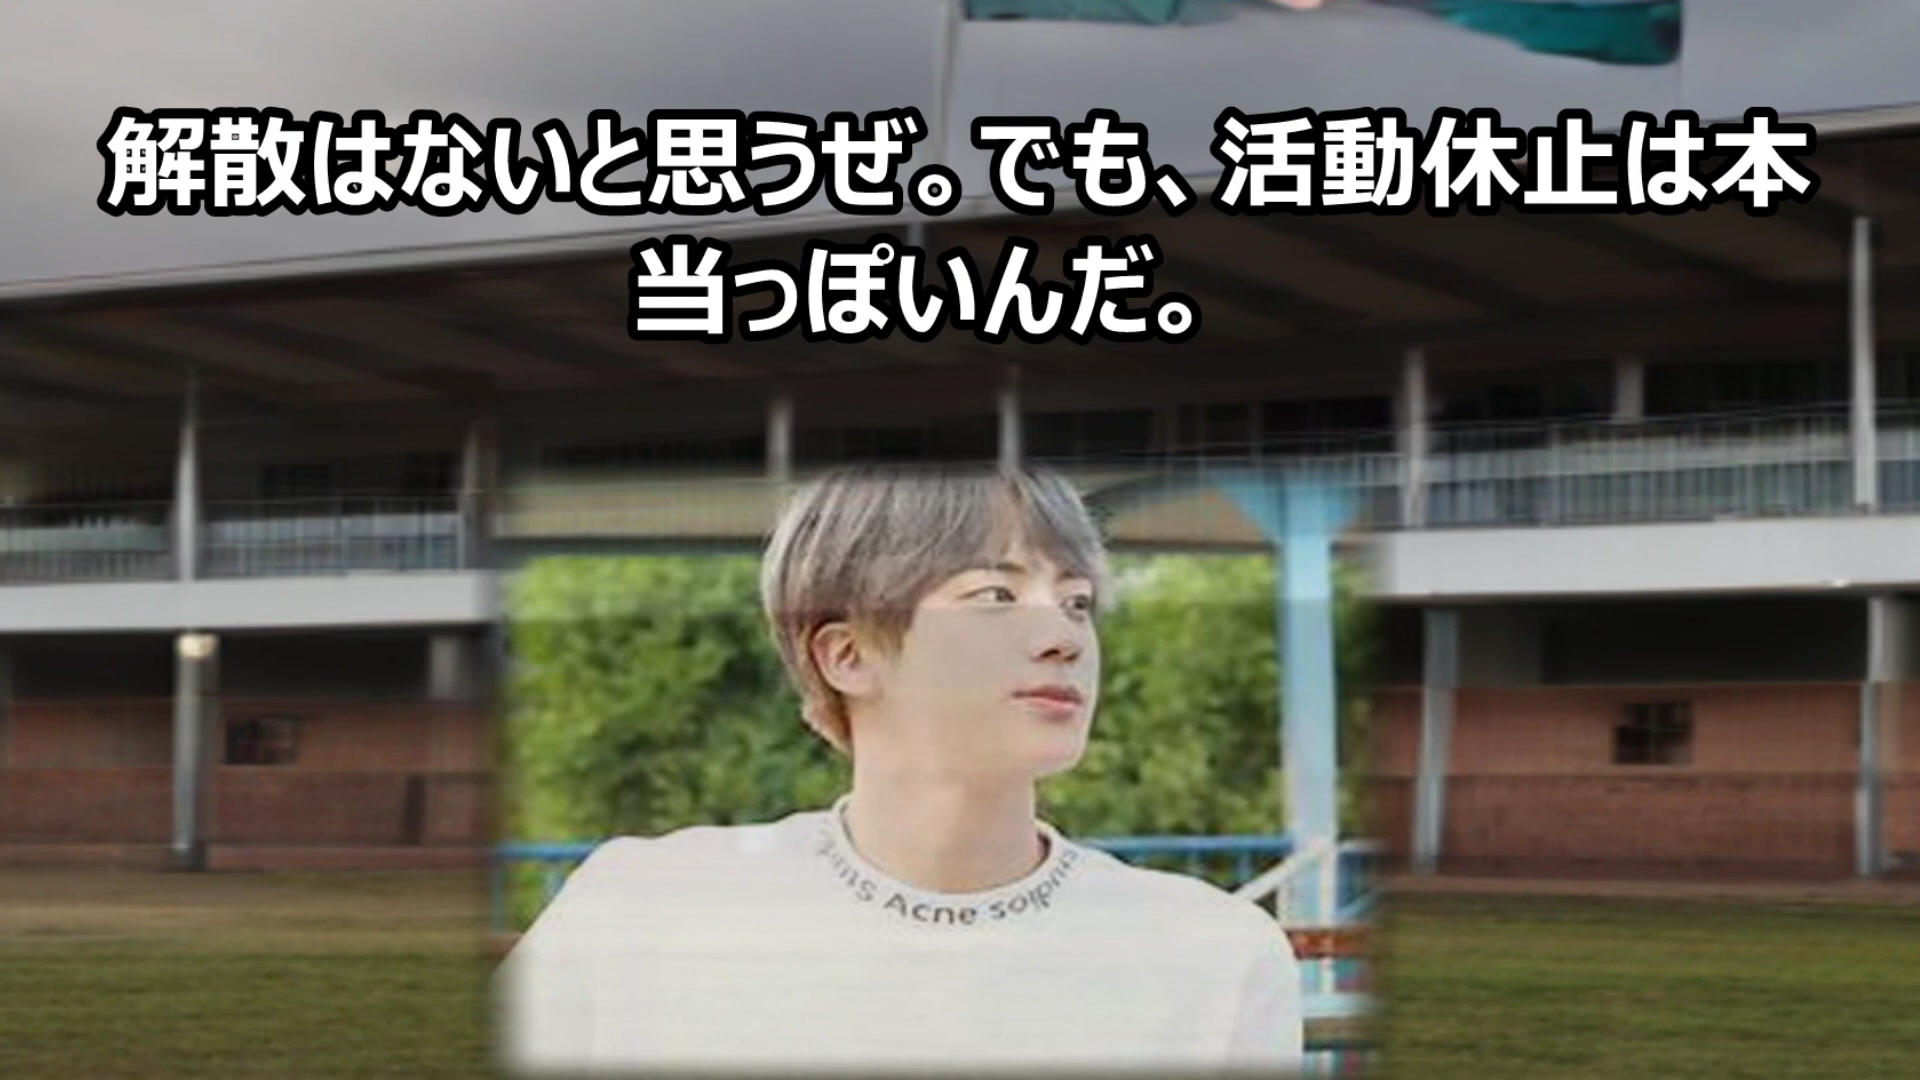 解散はないと思うぜ。でも、活動休止は本
当っぽいんだ。
Acne